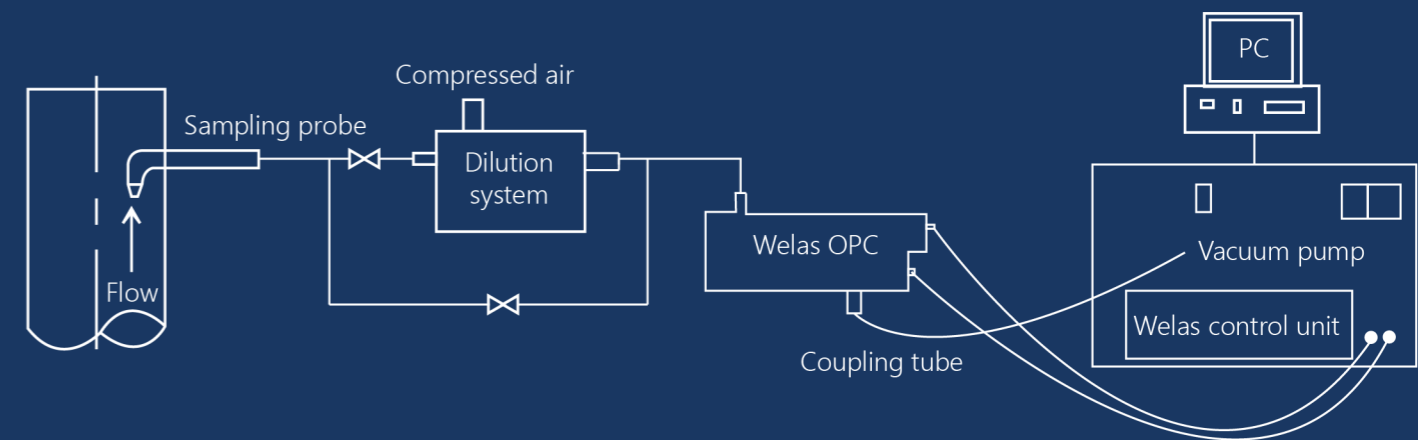 PC
Compressed air
Sampling probe
Dilution
system
Welas OPC
Vacuum pump
Flow
Welas control unit
Coupling tube